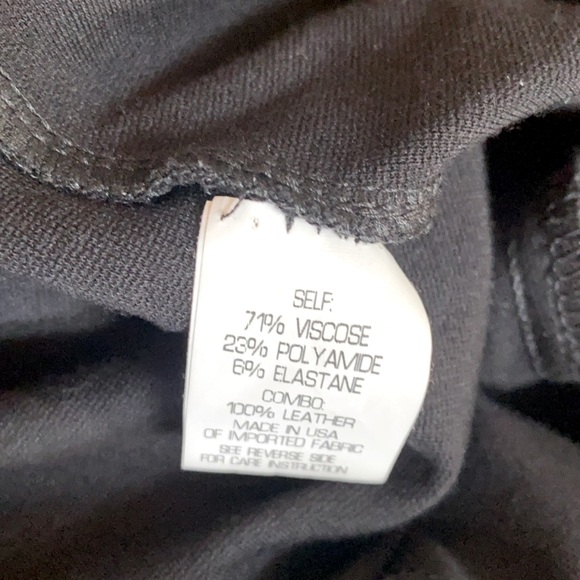 SELF:
71% VISCOSE
23% POLYAMIDE
6% ELASTANE
COMBO:
100% LEATHER
MADE IN USA
OF IMPORTED FABRIC
SEE REVERSE SIDE
FOR CARE INSTRUCTION